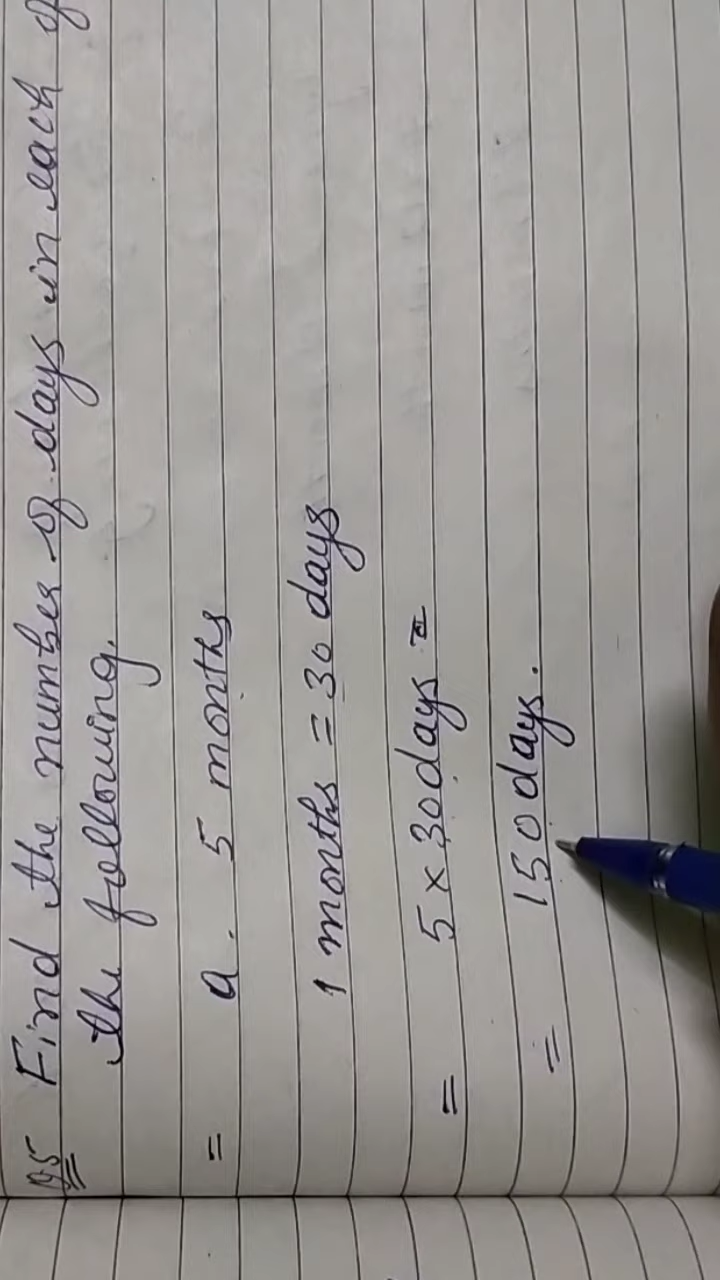 Q5 Find the number of days in each of
the following.
= a. 5 months
1 months = 30 days
= 5 x 30 days =
= 150 days.